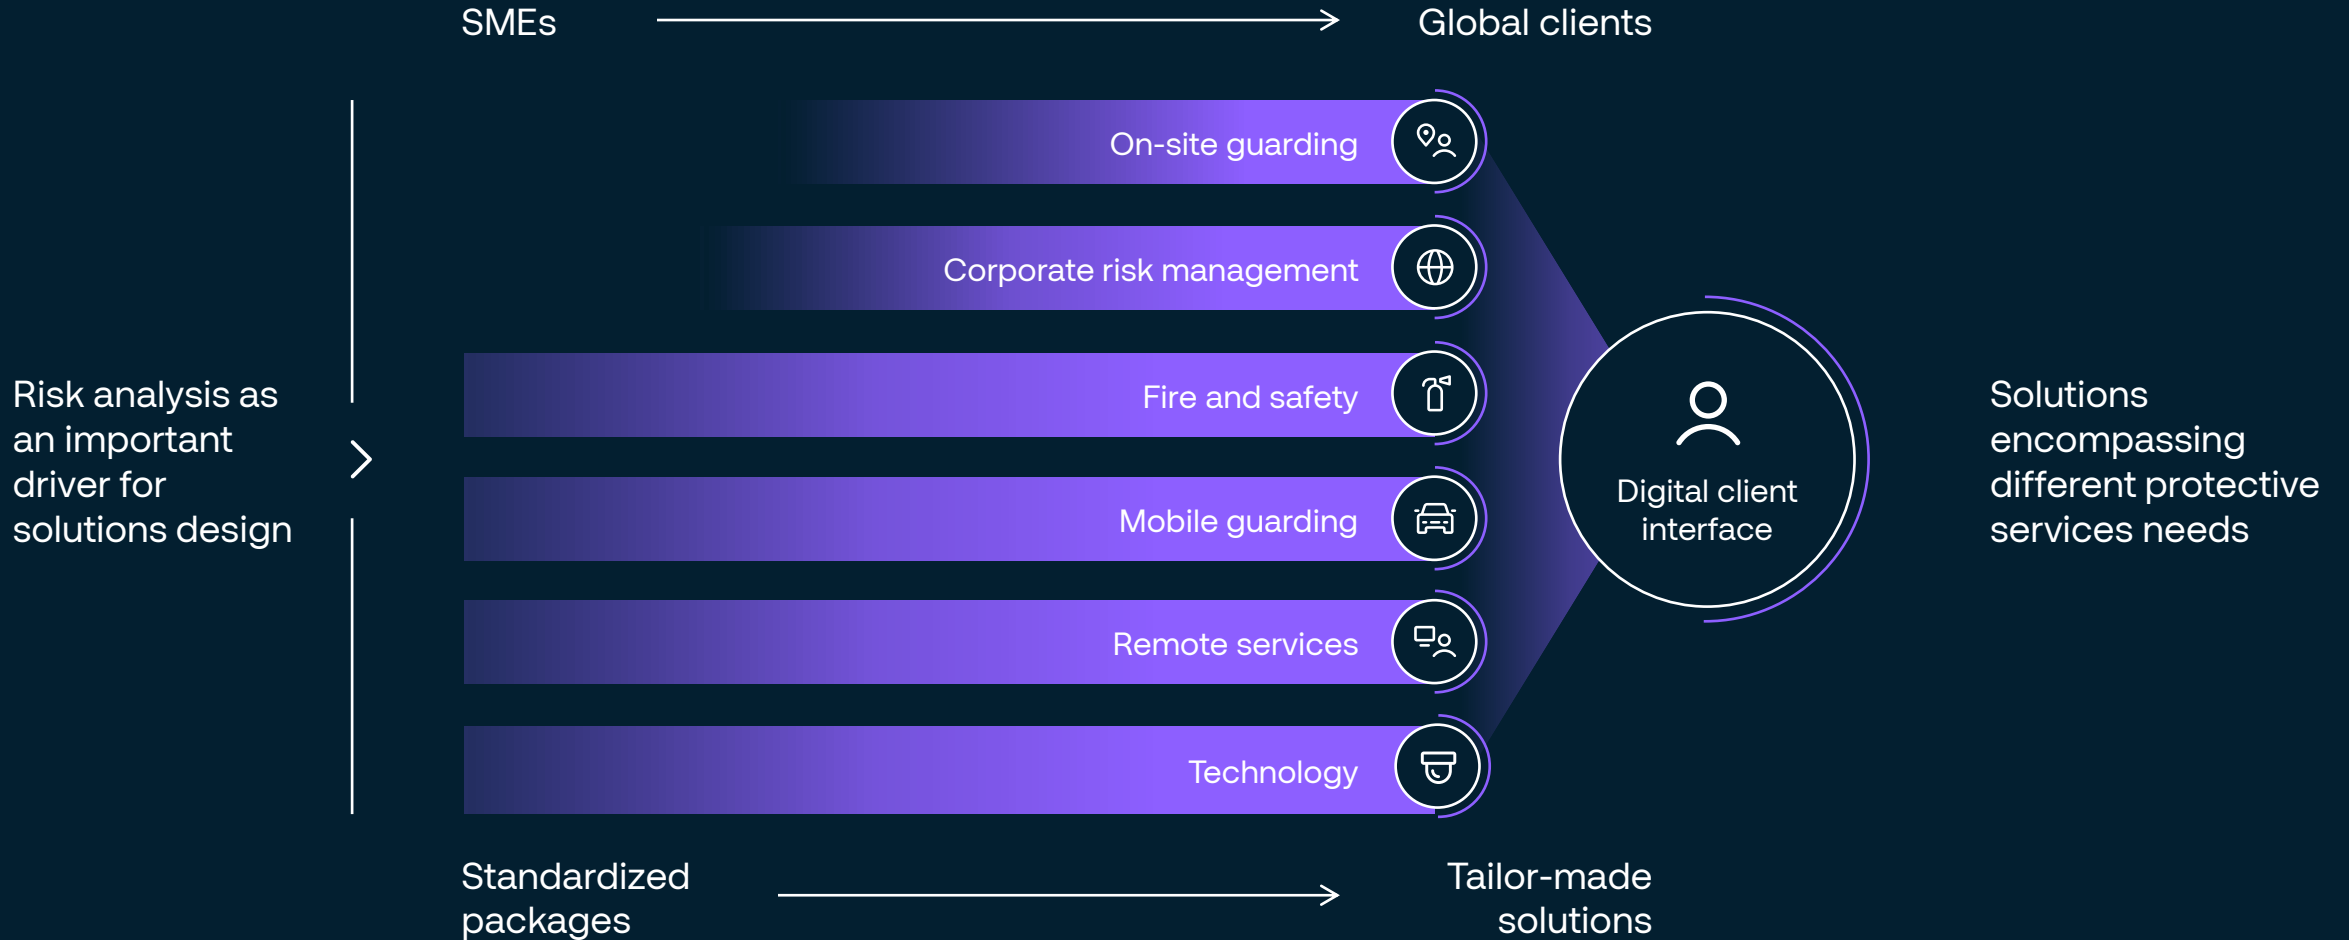 SMEs
Global clients
On-site guarding
Corporate risk management
Fire and safety
Mobile guarding
Remote services
Technology
Risk analysis as
an important
driver for
solutions design
Digital client
interface
Solutions
encompassing
different protective
services needs
Standardized
packages
Tailor-made
solutions